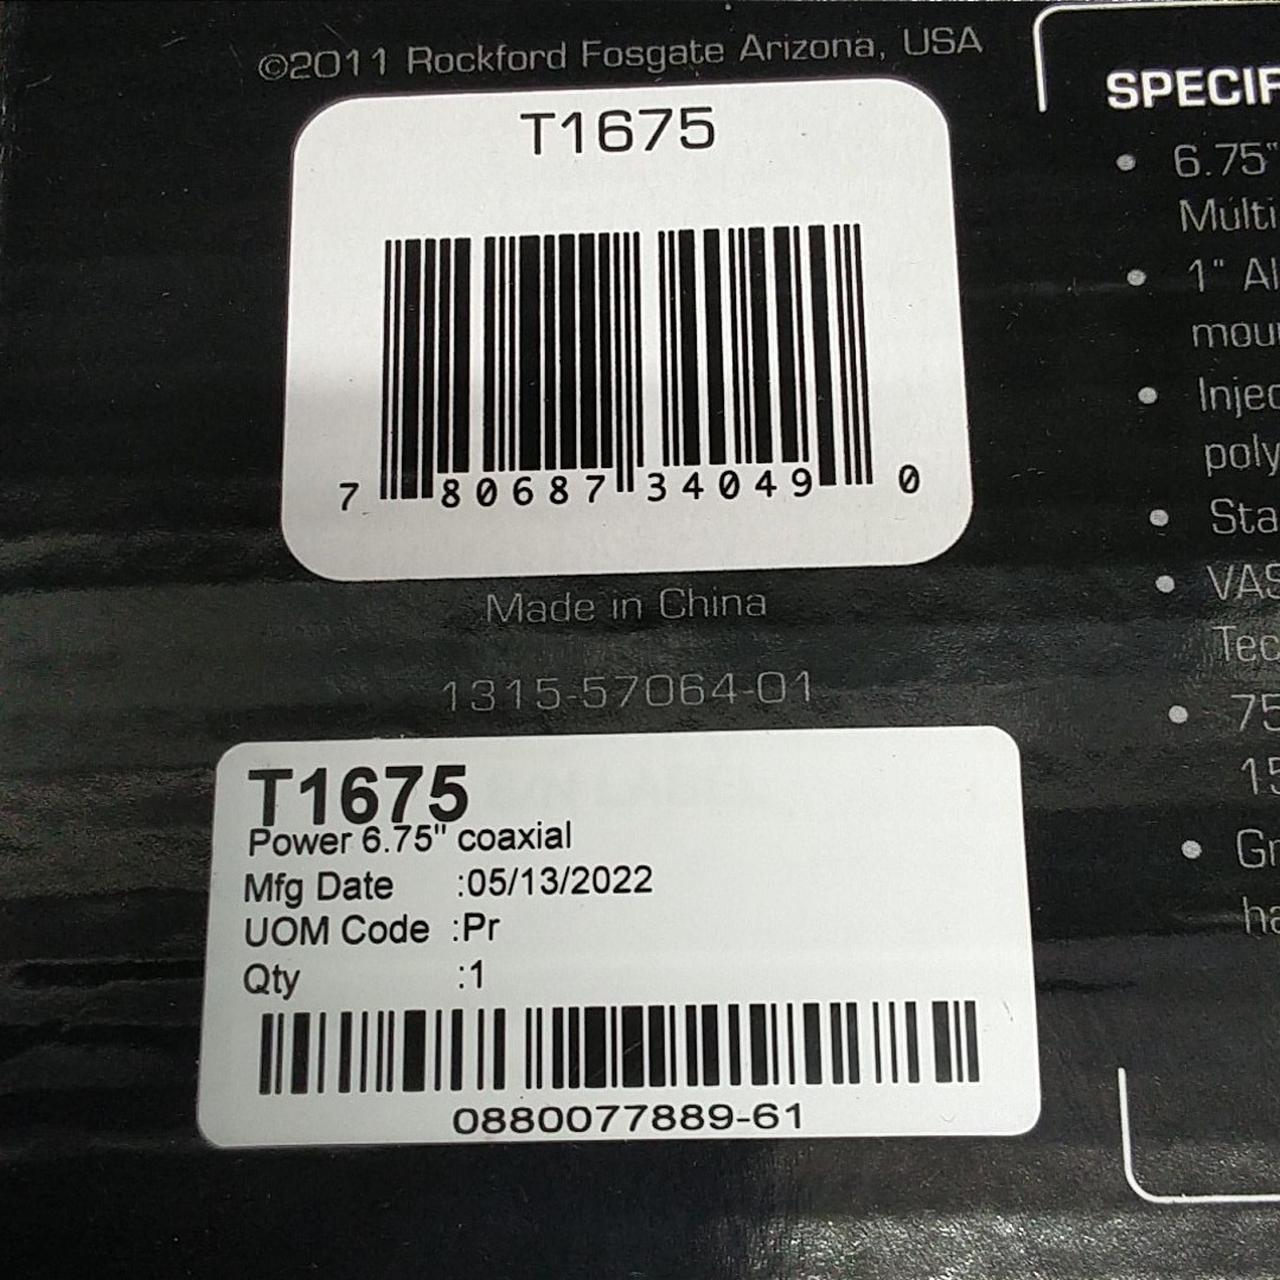 ©2011 Rockford Fosgate Arizona, USA
T1675
7 80687 34049 0
Made in China
1315-57064-01
T1675
Power 6.75" coaxial
Mfg Date :05/13/2022
UOM Code :Pr
Qty :1
0880077889-61
SPECIF
• 6.75"
Multi
• 1" Al
mou
• Injec
poly
• Sta
• VAS
Tec
• 75
15
• Gr
ha